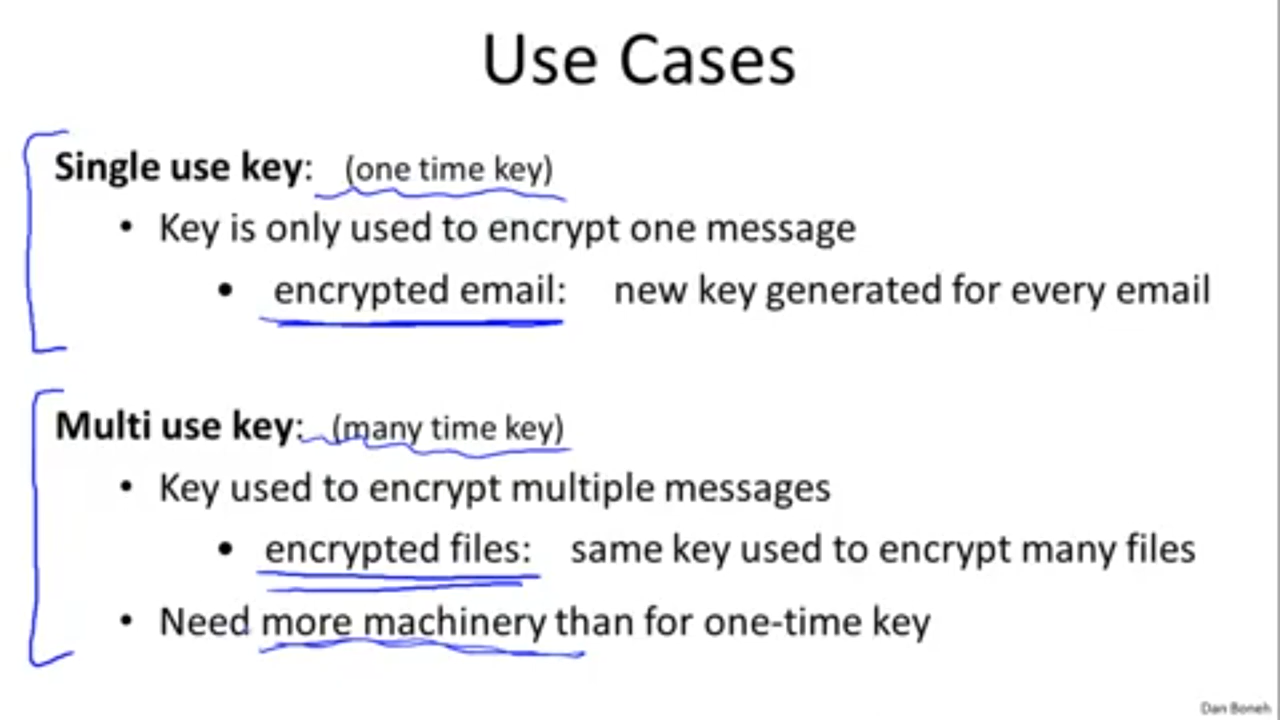 Use Cases
Single use key: (one time key)
• Key is only used to encrypt one message
• encrypted email: new key generated for every email
Multi use key: (many time key)
• Key used to encrypt multiple messages
• encrypted files: same key used to encrypt many files
• Need more machinery than for one-time key
Dan Boneh